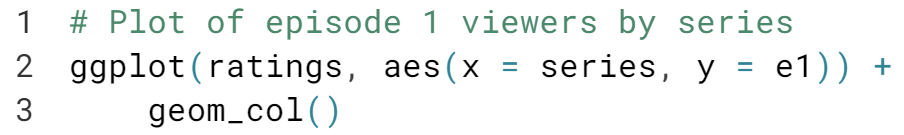 1 # Plot of episode 1 viewers by series
2 ggplot(ratings, aes(x = series, y = e1)) +
3     geom_col()